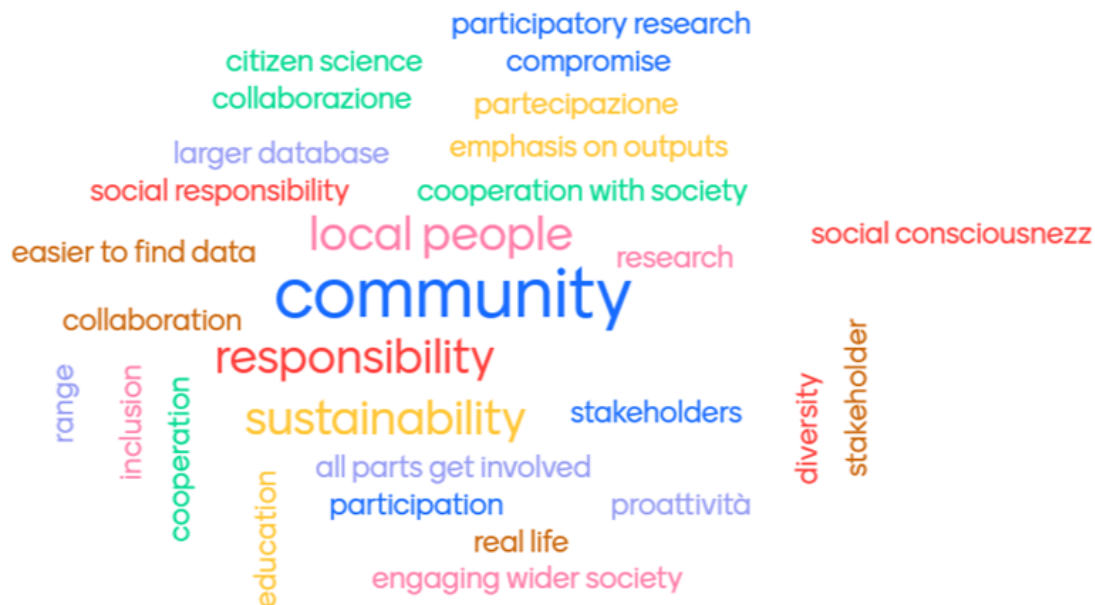 participatory research
citizen science
compromise
collaborazione
partecipazione
larger database
emphasis on outputs
social responsibility
cooperation with society
local people
social consciousnezz
easier to find data
research
community
collaboration
responsibility
range
inclusion
cooperation
sustainability
stakeholders
diversity
stakeholder
all parts get involved
education
participation
proattività
real life
engaging wider society